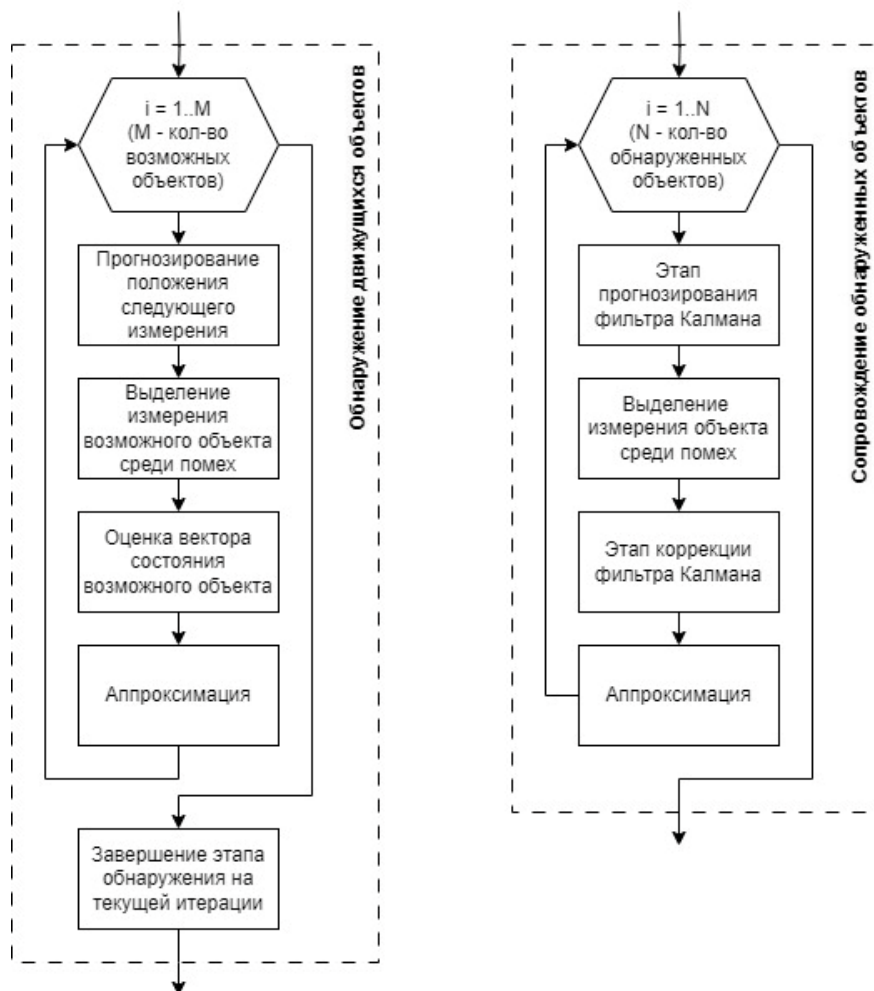 i = 1..M
(М - кол-во
возможных
объектов)
Прогнозирование
положения
следующего
измерения
Выделение
измерения
возможного объекта
среди помех
Оценка вектора
состояния
возможного объекта
Аппроксимация
Завершение этапа
обнаружения на
текущей итерации
Обнаружение движущихся объектов
i = 1..N
(N - кол-во
обнаруженных
объектов)
Этап
прогнозирования
фильтра Калмана
Выделение
измерения объекта
среди помех
Этап коррекции
фильтра Калмана
Аппроксимация
Сопровождение обнаруженных объектов